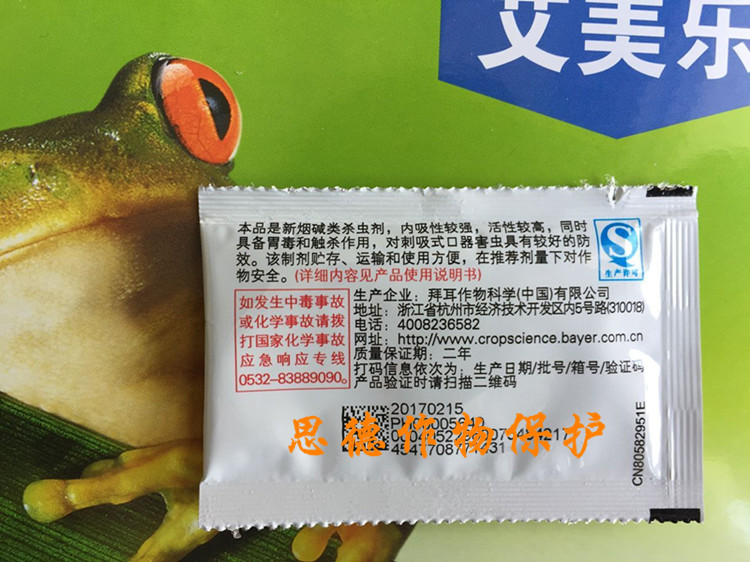 艾美乐
本品是新烟碱类杀虫剂，内吸性较强，活性较高，同时
具备胃毒和触杀作用，对刺吸式口器害虫具有较好的防
效。该制剂贮存、运输和使用方便，在推荐剂量下对作
物安全。(详细内容见产品使用说明书)
生产许可
如发生中毒事故
或化学事故请拨
打国家化学事故
应急响应专线
0532-83889090。
生产企业：拜耳作物科学(中国)有限公司
地址：浙江省杭州市经济技术开发区内5号路(310018)
电话：4008236582
网址：http://www.cropscience.bayer.com.cn
质量保证期：二年
打码信息依次为：生产日期/批号/箱号/验证码
产品验证时请扫描二维码
20170215
思德作物保护
CN80582951E